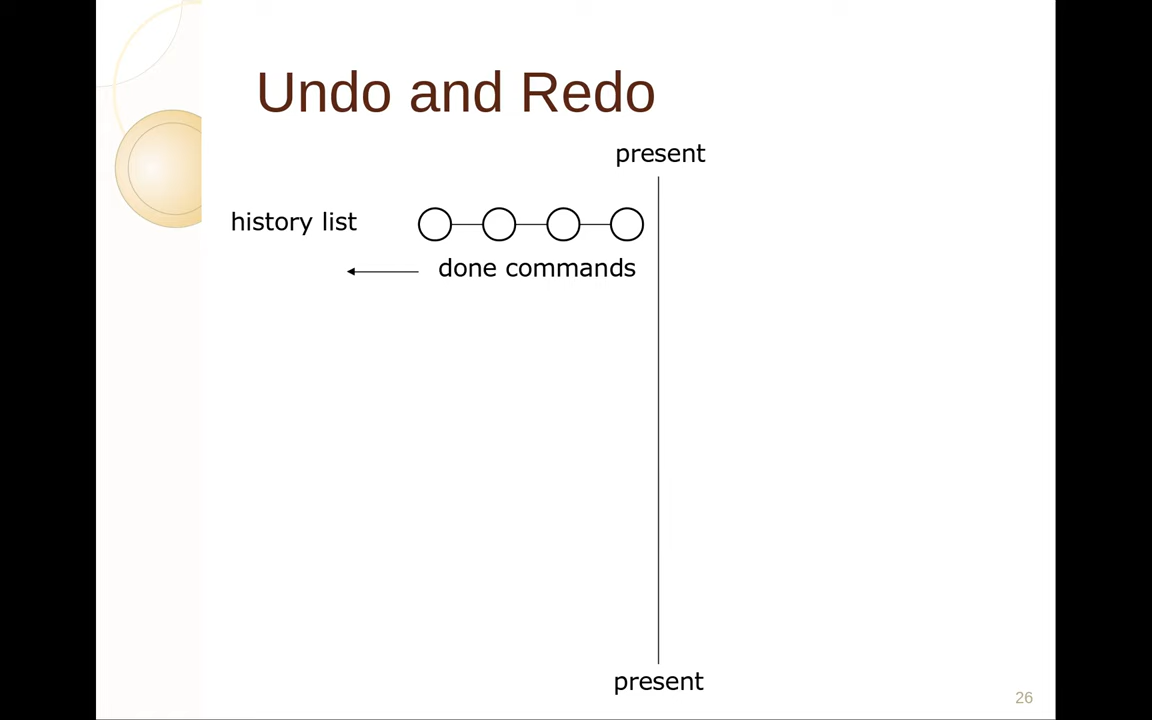 Undo and Redo
present
history list
done commands
present
26